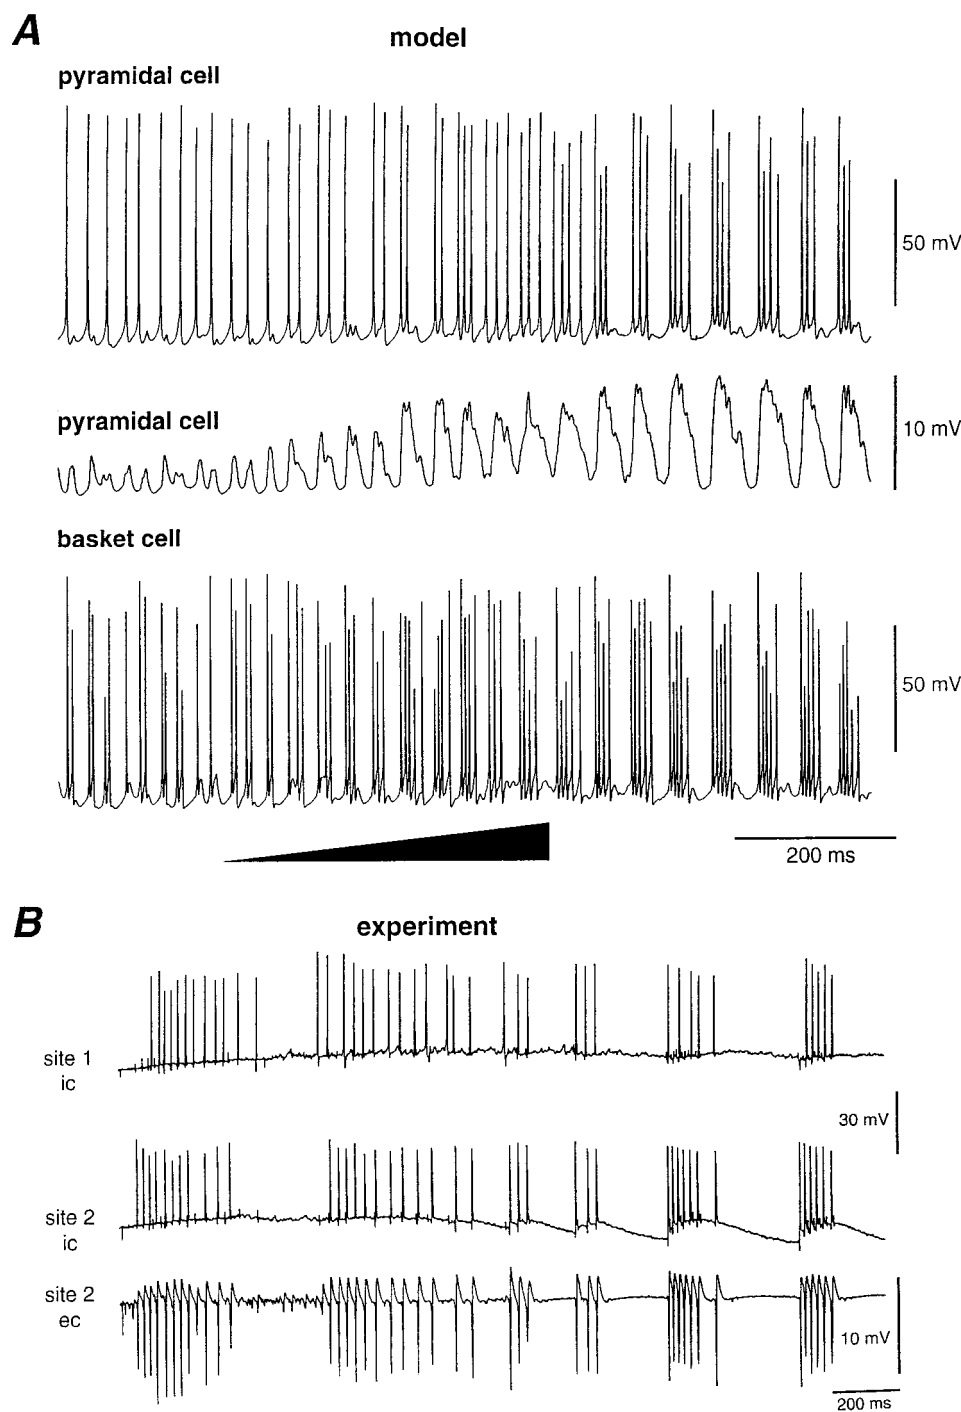 A
model
pyramidal cell
50 mV
pyramidal cell
10 mV
basket cell
50 mV
200 ms
B
experiment
site 1
ic
30 mV
site 2
ic
site 2
ec
10 mV
200 ms